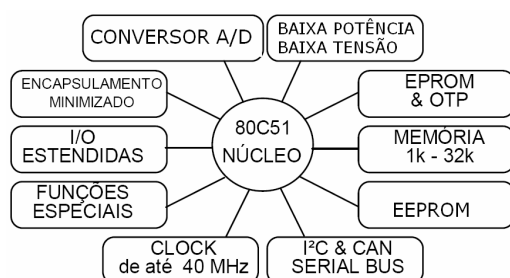 CONVERSOR A/D
BAIXA POTÊNCIA
BAIXA TENSÃO
ENCAPSULAMENTO
MINIMIZADO
EPROM
& OTP
80C51
NÚCLEO
I/O
ESTENDIDAS
MEMÓRIA
1k - 32k
FUNÇÕES
ESPECIAIS
EEPROM
CLOCK
de até 40 MHz
I²C & CAN
SERIAL BUS